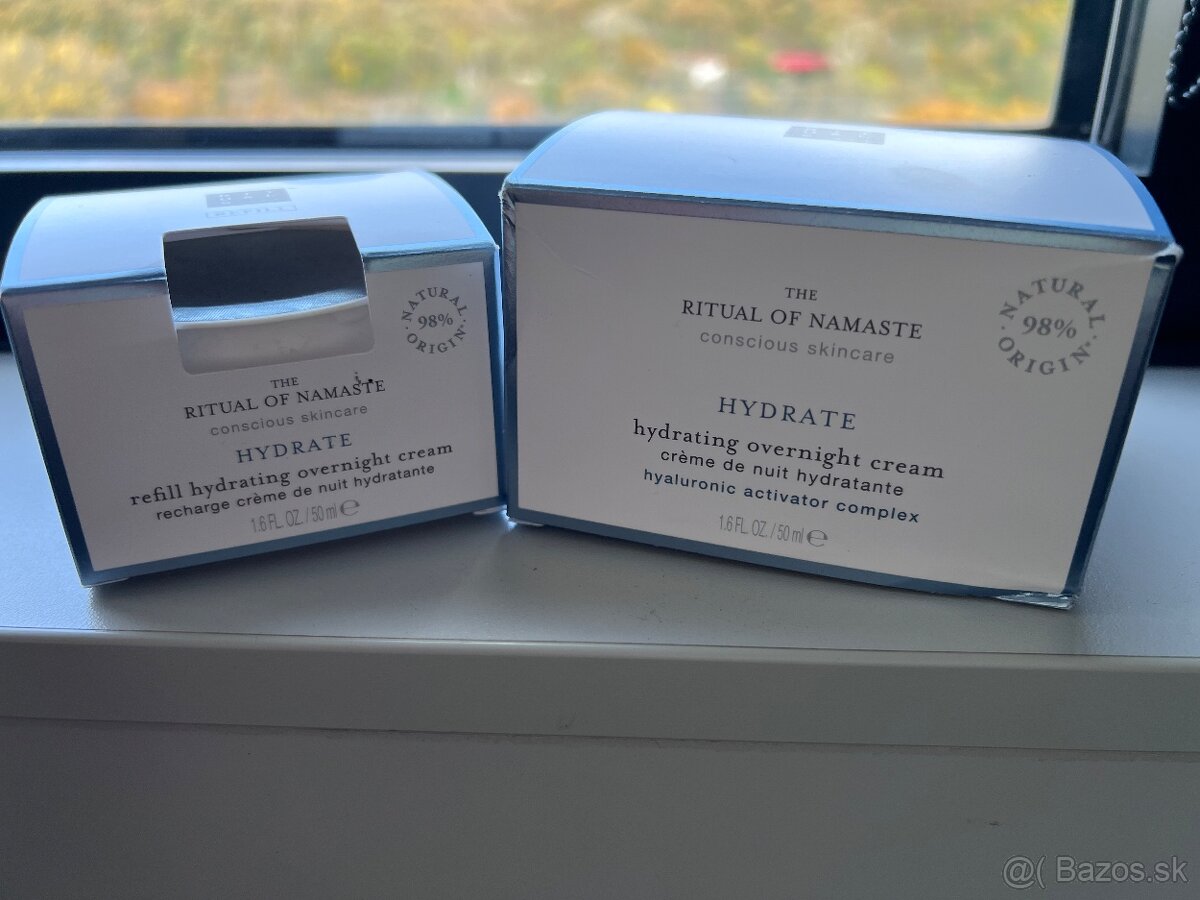 REFILL
NATURAL
98%
ORIGIN
THE
RITUAL OF NAMASTE
conscious skincare
HYDRATE
refill hydrating overnight cream
recharge crème de nuit hydratante
1.6 FL. OZ. / 50 ml ℮
THE
RITUAL OF NAMASTE
conscious skincare
NATURAL
98%
ORIGIN
HYDRATE
hydrating overnight cream
crème de nuit hydratante
hyaluronic activator complex
1.6 FL. OZ. / 50 ml ℮
@( Bazos.sk